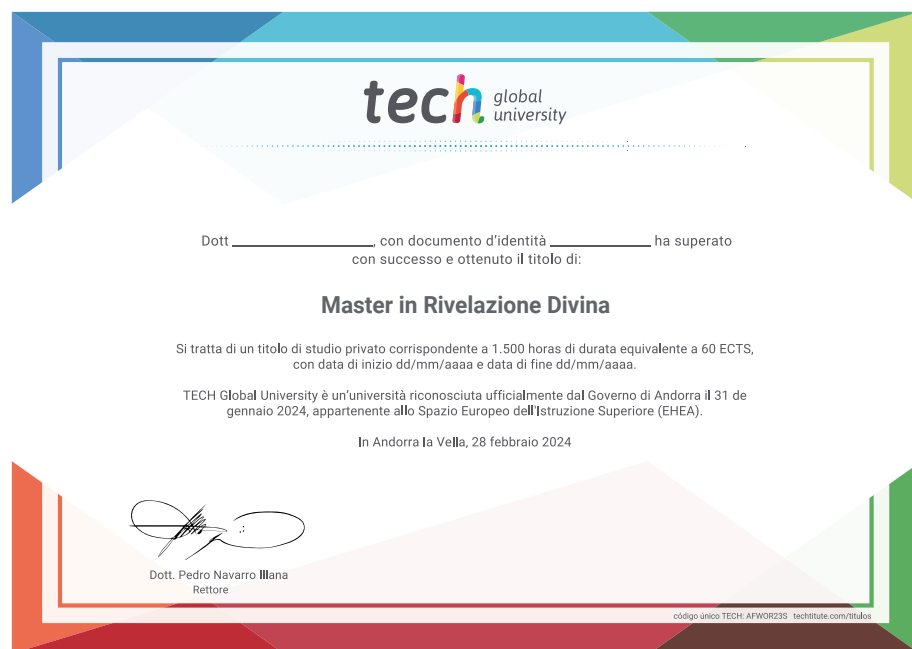 tech global
university
Dott ________, con documento d'identità ________ ha superato
con successo e ottenuto il titolo di:
Master in Rivelazione Divina
Si tratta di un titolo di studio privato corrispondente a 1.500 horas di durata equivalente a 60 ECTS,
con data di inizio dd/mm/aaaa e data di fine dd/mm/aaaa.
TECH Global University è un'università riconosciuta ufficialmente dal Governo di Andorra il 31 de
gennaio 2024, appartenente allo Spazio Europeo dell'Istruzione Superiore (EHEA).
In Andorra la Vella, 28 febbraio 2024
Dott. Pedro Navarro Illana
Rettore
código único TECH: AFWOR23S techtitute.com/titulos